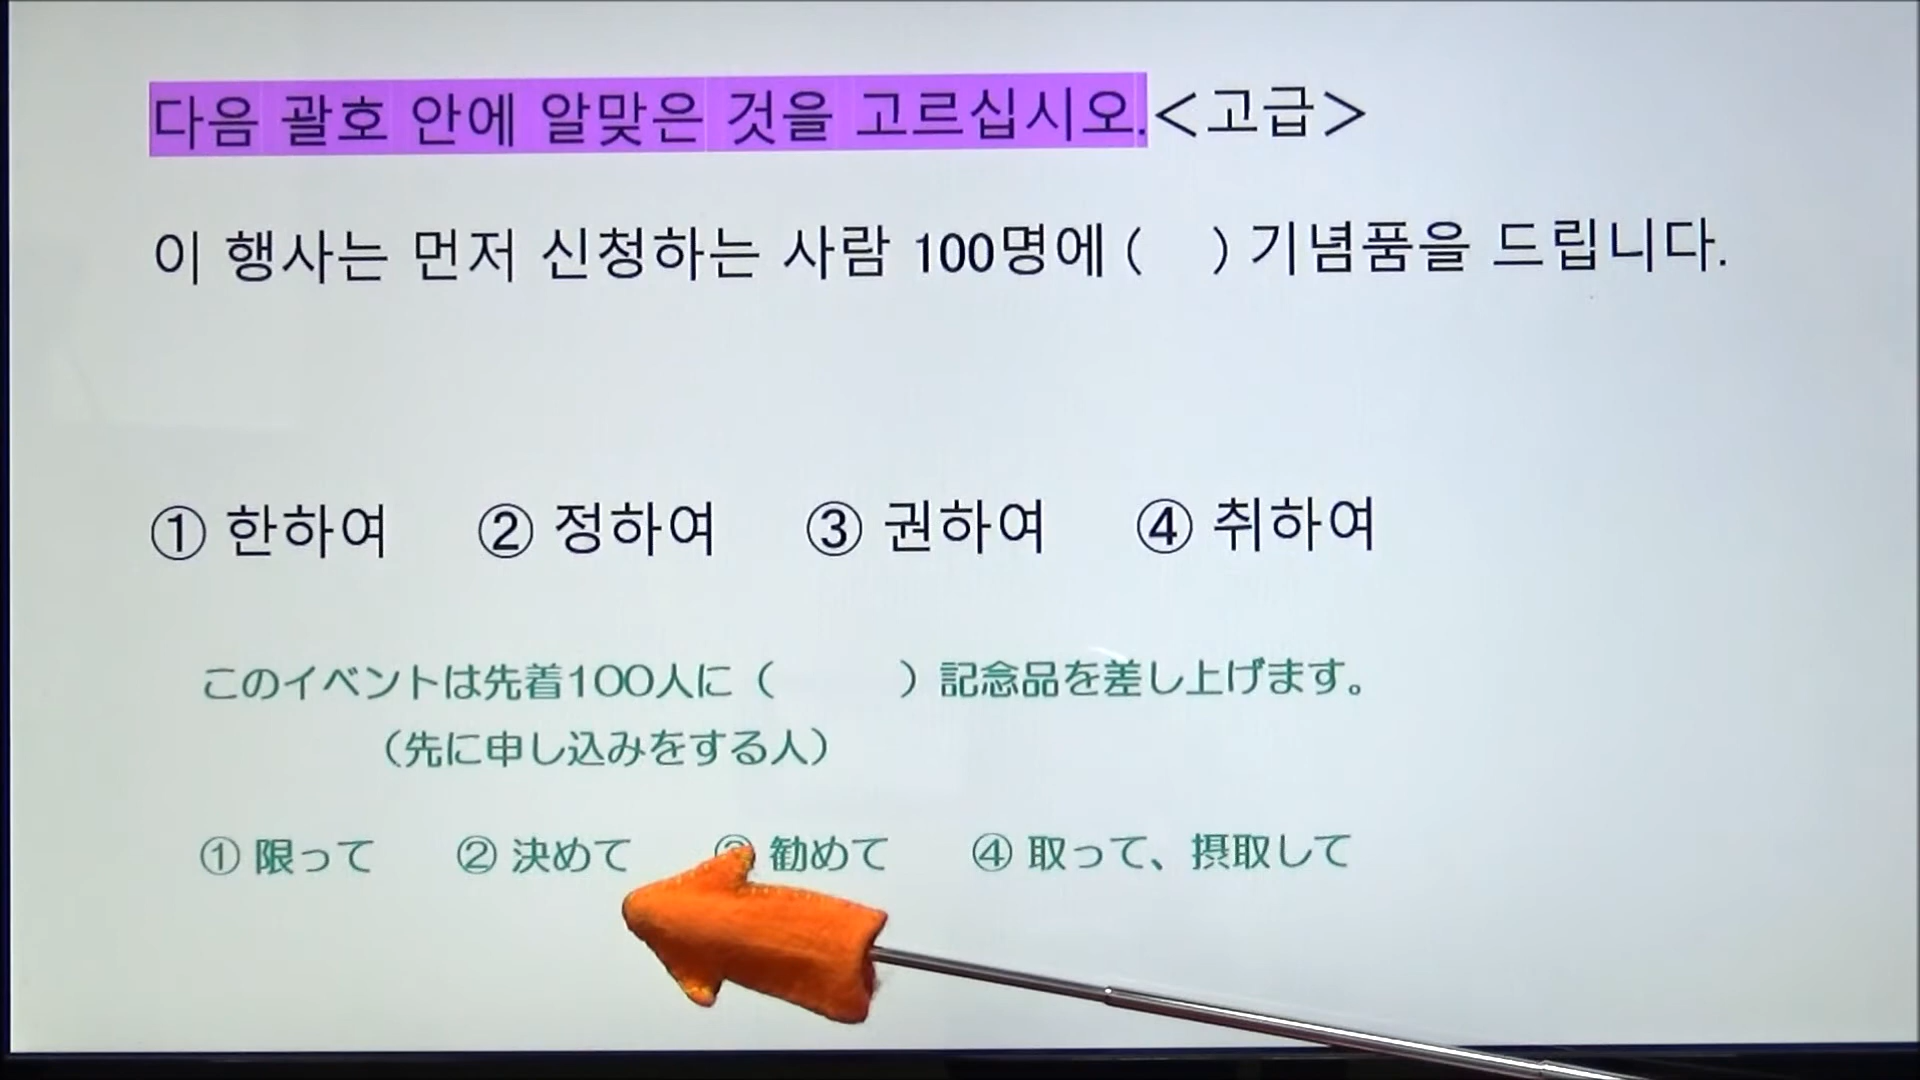 다음 괄호 안에 알맞은 것을 고르십시오.<고급>
이 행사는 먼저 신청하는 사람 100명에 ( ) 기념품을 드립니다.
① 한하여 ② 정하여 ③ 권하여 ④ 취하여
このイベントは先着100人に（ ）記念品を差し上げます。
（先に申し込みをする人）
① 限って ② 決めて ③ 勧めて ④ 取って、摂取して